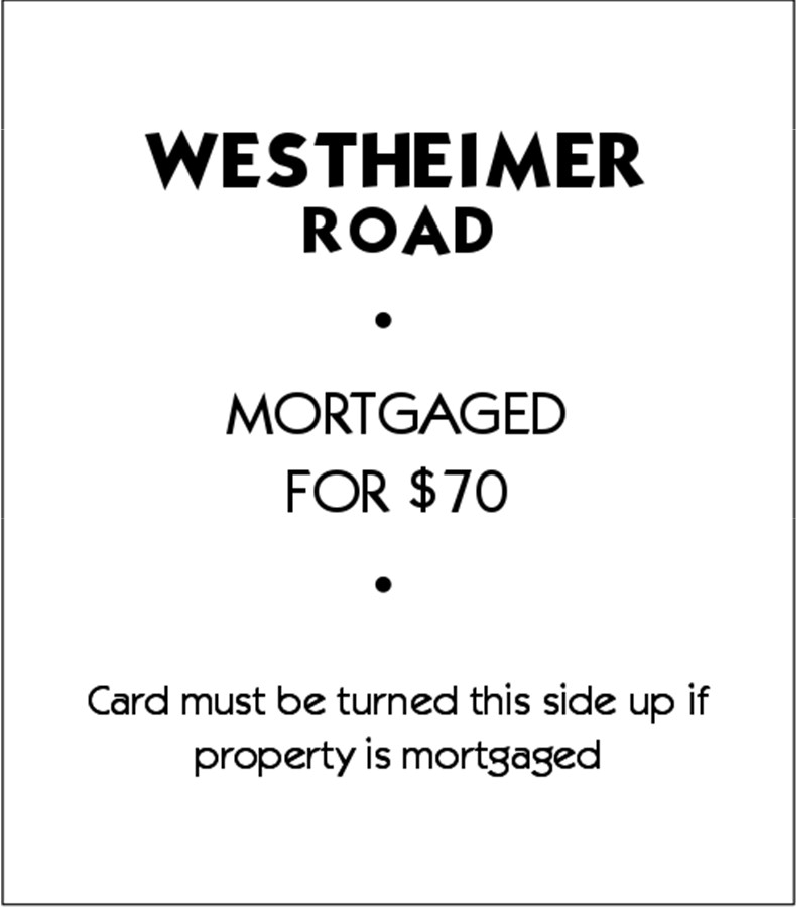 WESTHEIMER
ROAD
•
MORTGAGED
FOR $70
•
Card must be turned this side up if
property is mortgaged